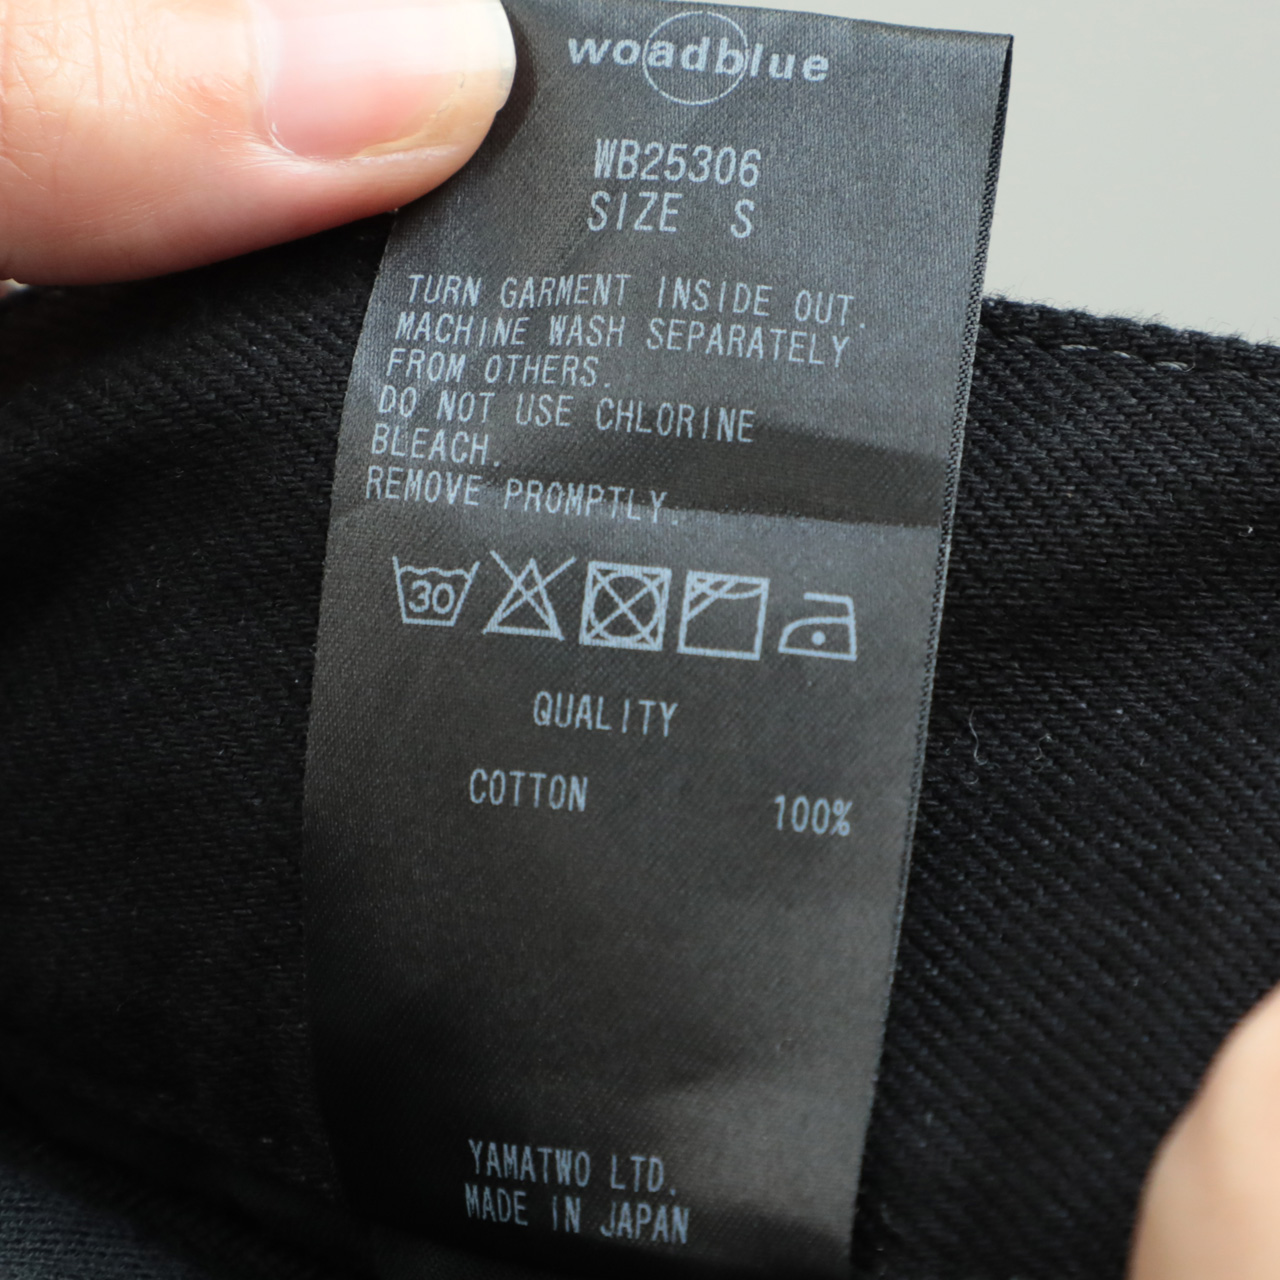 woadblue
WB25306
SIZE S
TURN GARMENT INSIDE OUT.
MACHINE WASH SEPARATELY
FROM OTHERS.
DO NOT USE CHLORINE
BLEACH.
REMOVE PROMPTLY.
30
QUALITY
COTTON 100%
YAMATWO LTD.
MADE IN JAPAN